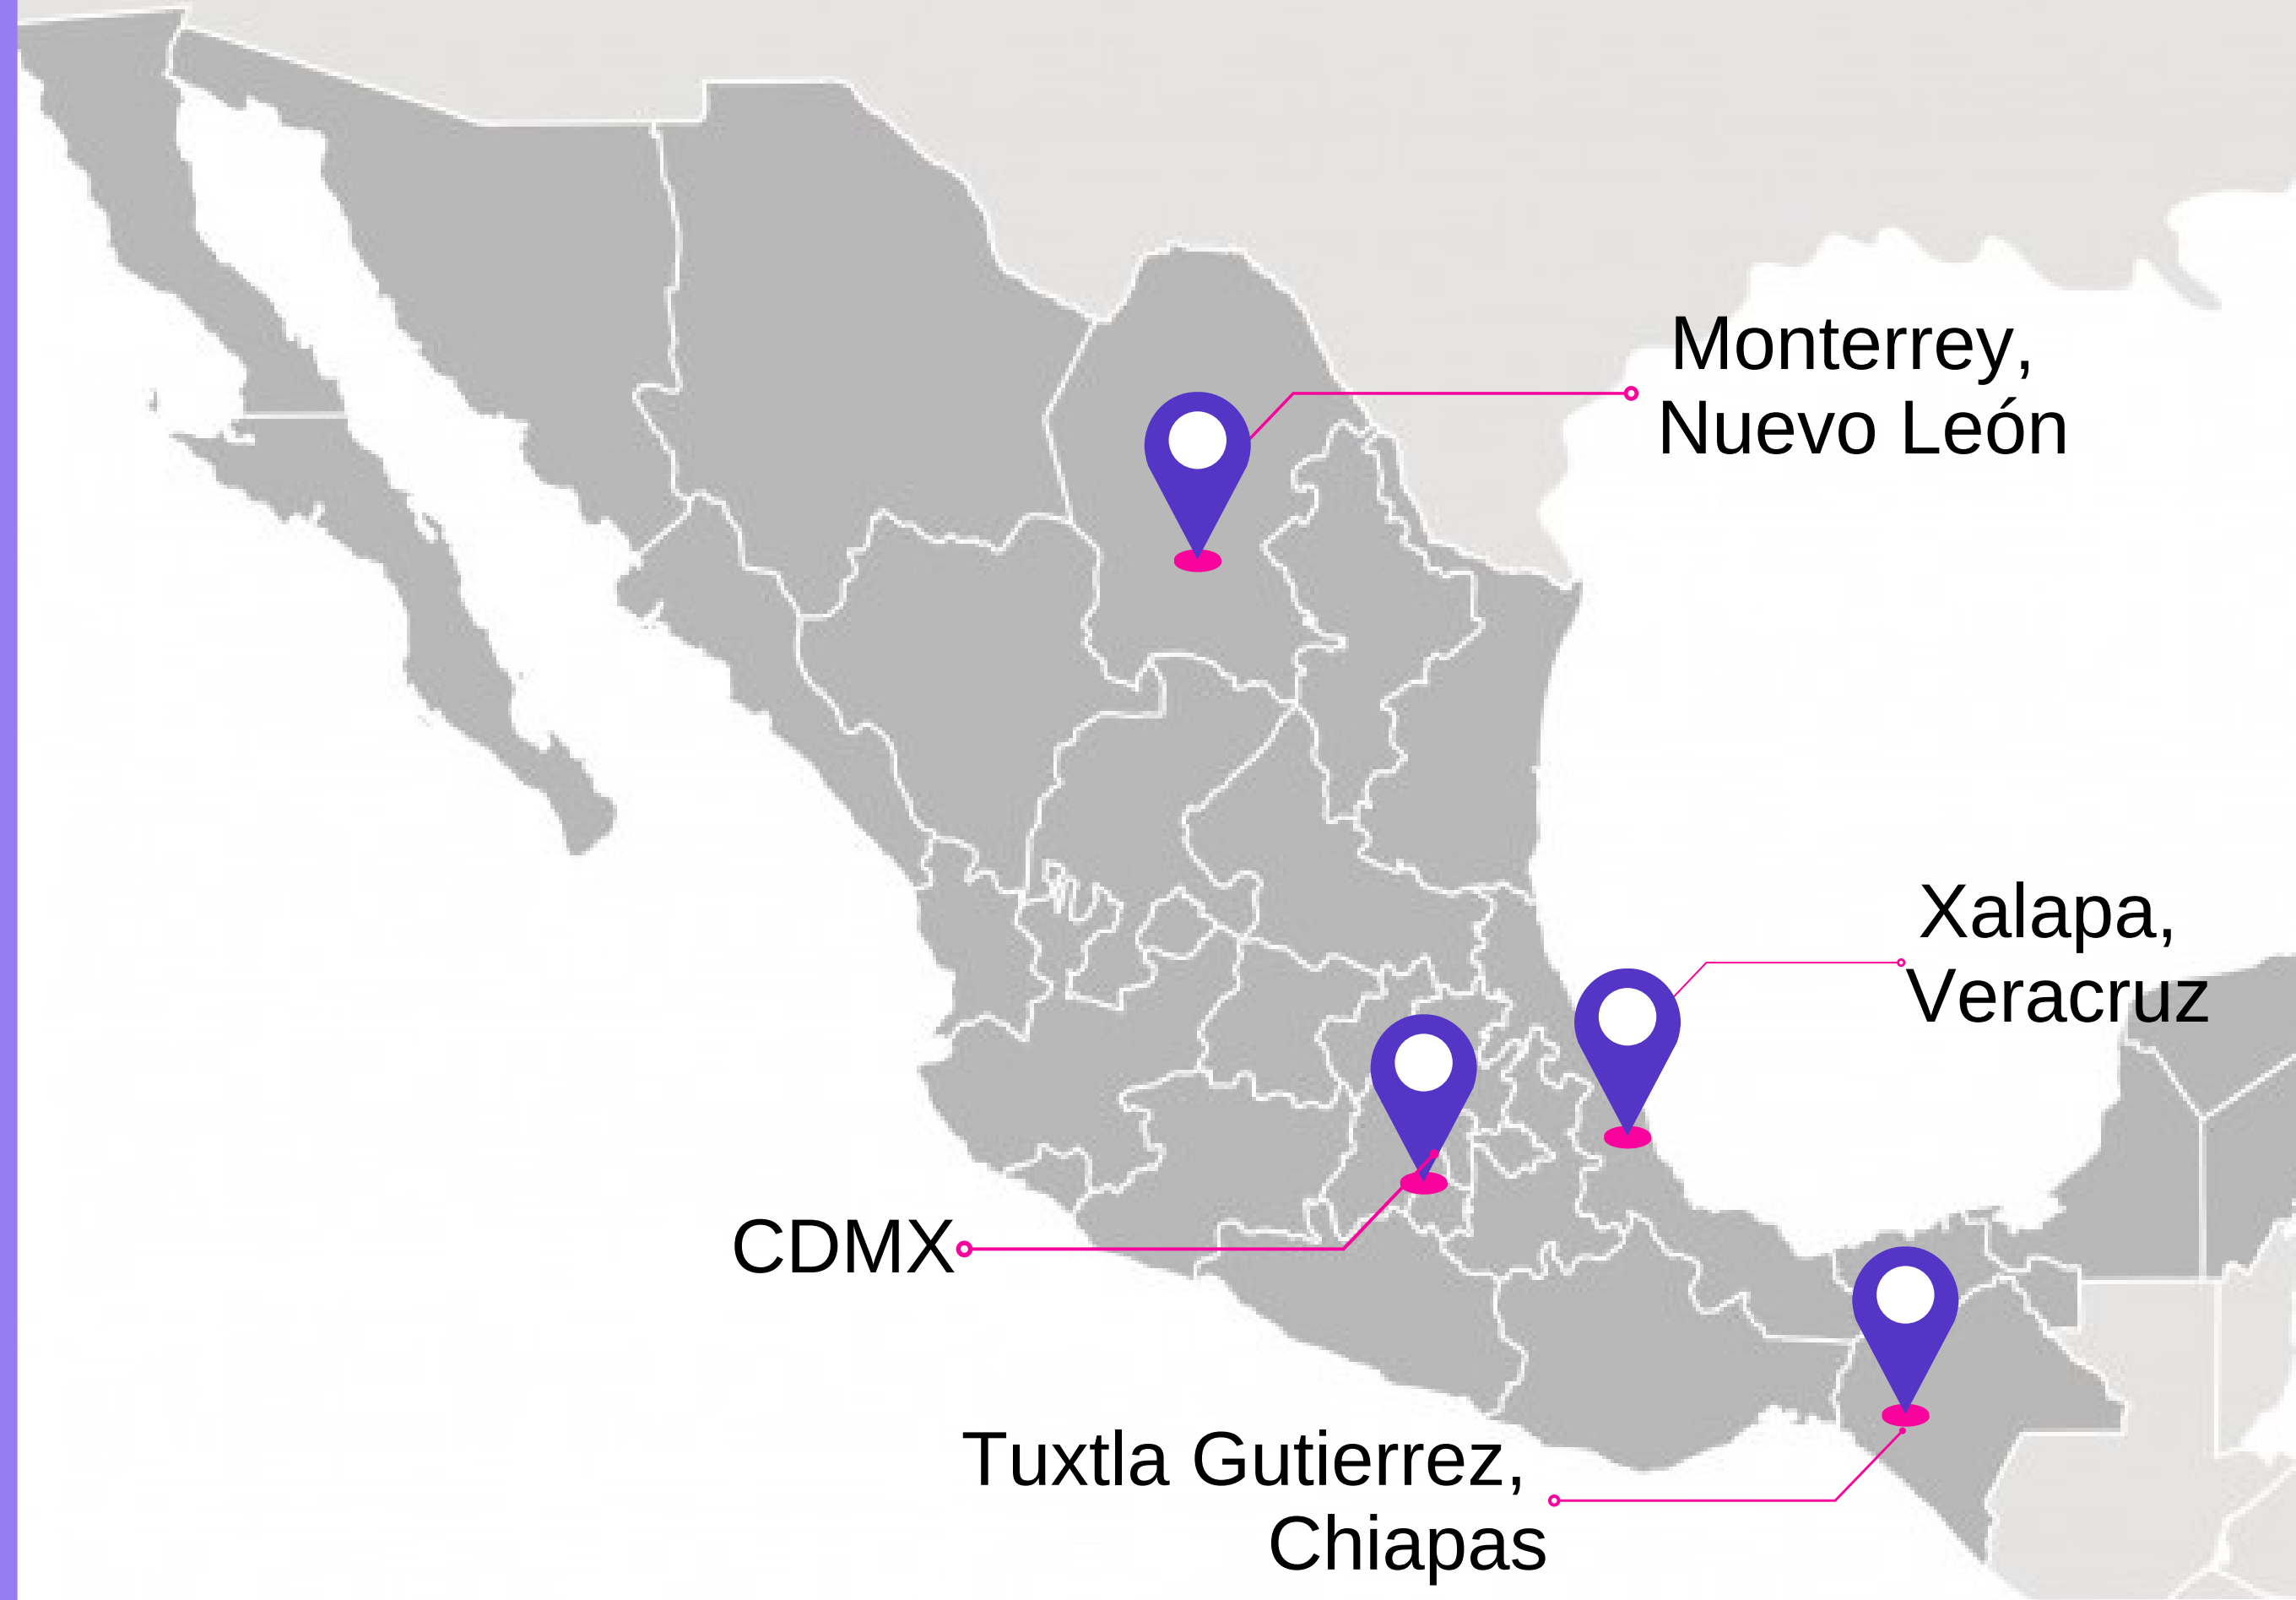 Monterrey,
Nuevo León
Xalapa,
Veracruz
CDMX
Tuxtla Gutierrez,
Chiapas